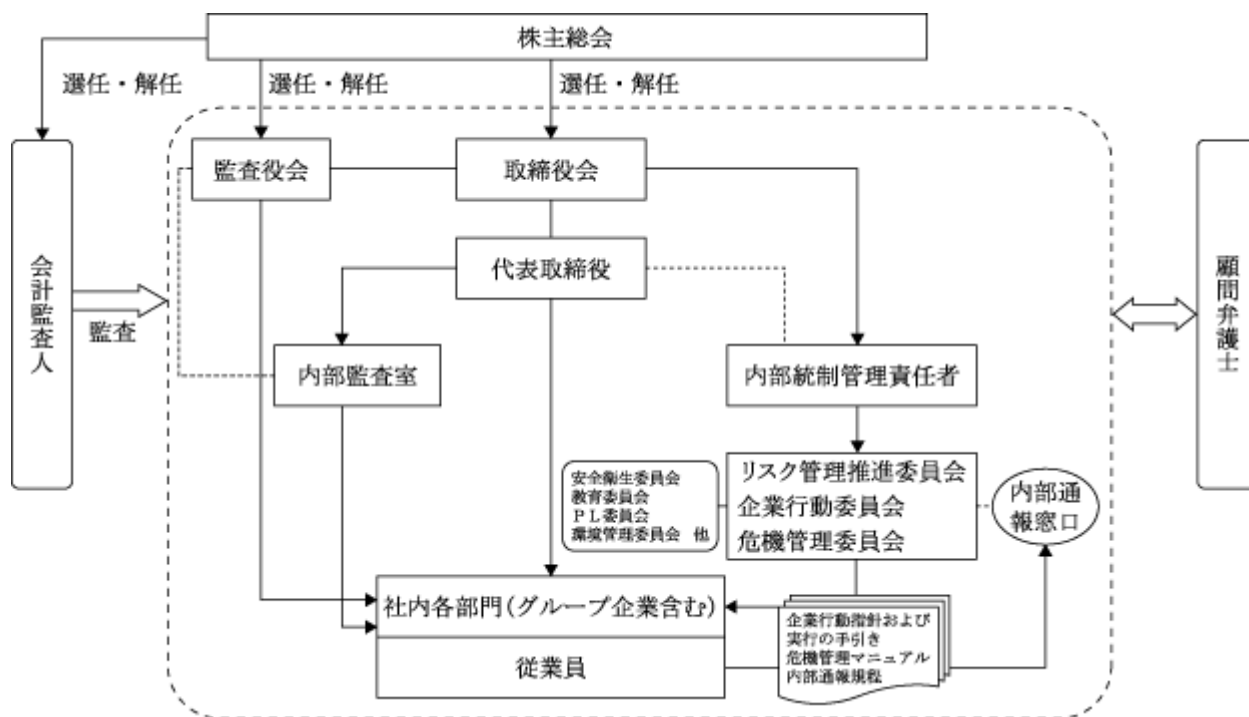 株主総会
選任・解任
選任・解任
選任・解任
監査役会
取締役会
代表取締役
会計監査人
監査
顧問弁護士
内部監査室
内部統制管理責任者
安全衛生委員会
教育委員会
PL委員会
環境管理委員会 他
リスク管理推進委員会
企業行動委員会
危機管理委員会
内部通
報窓口
社内各部門(グループ企業含む)
従業員
企業行動指針および
実行の手引き
危機管理マニュアル
内部通報規程